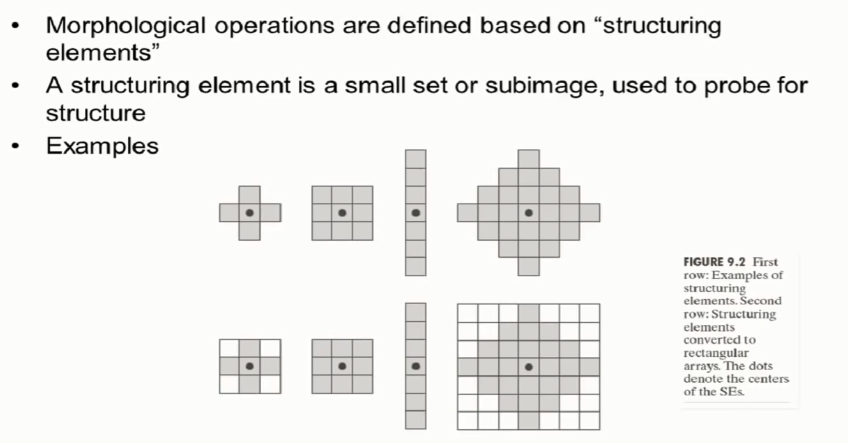 • Morphological operations are defined based on “structuring
elements”
• A structuring element is a small set or subimage, used to probe for
structure
• Examples
FIGURE 9.2 First
row: Examples of
structuring
elements. Second
row: Structuring
elements
converted to
rectangular
arrays. The dots
denote the centers
of the SEs.